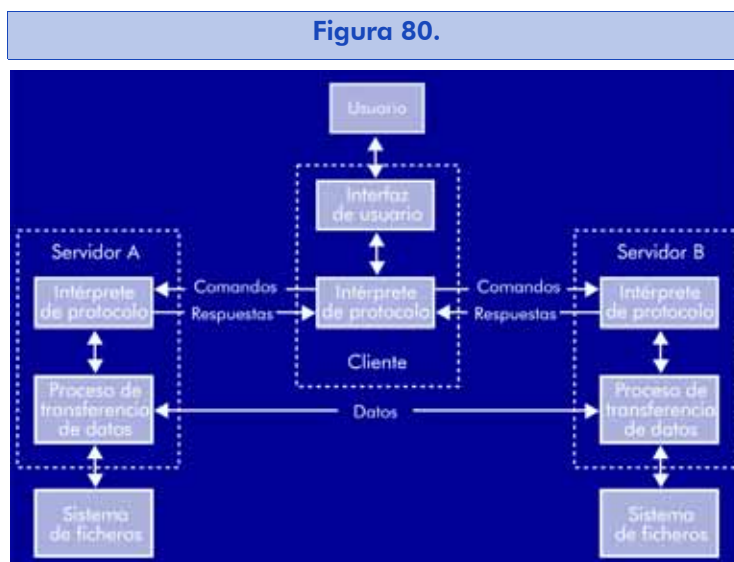 Figura 80.
Usuario
Interfaz
de usuario
Servidor A
Servidor B
Intérprete
de protocolo
Comandos
Respuestas
Intérprete
de protocolo
Comandos
Respuestas
Intérprete
de protocolo
Cliente
Proceso de
transferencia
de datos
Datos
Proceso de
transferencia
de datos
Sistema
de ficheros
Sistema
de ficheros